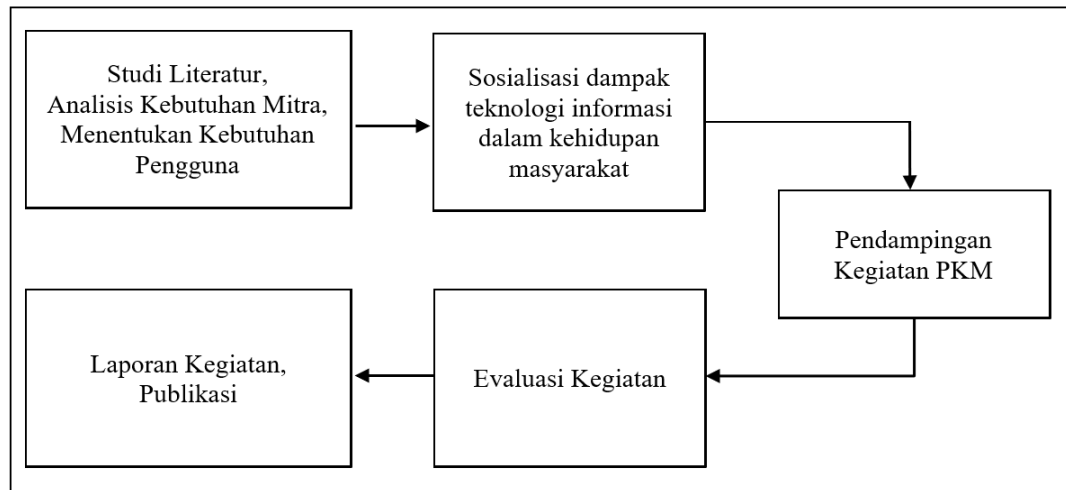 Studi Literatur,
Analisis Kebutuhan Mitra,
Menentukan Kebutuhan
Pengguna
Sosialisasi dampak
teknologi informasi
dalam kehidupan
masyarakat
Pendampingan
Kegiatan PKM
Evaluasi Kegiatan
Laporan Kegiatan,
Publikasi